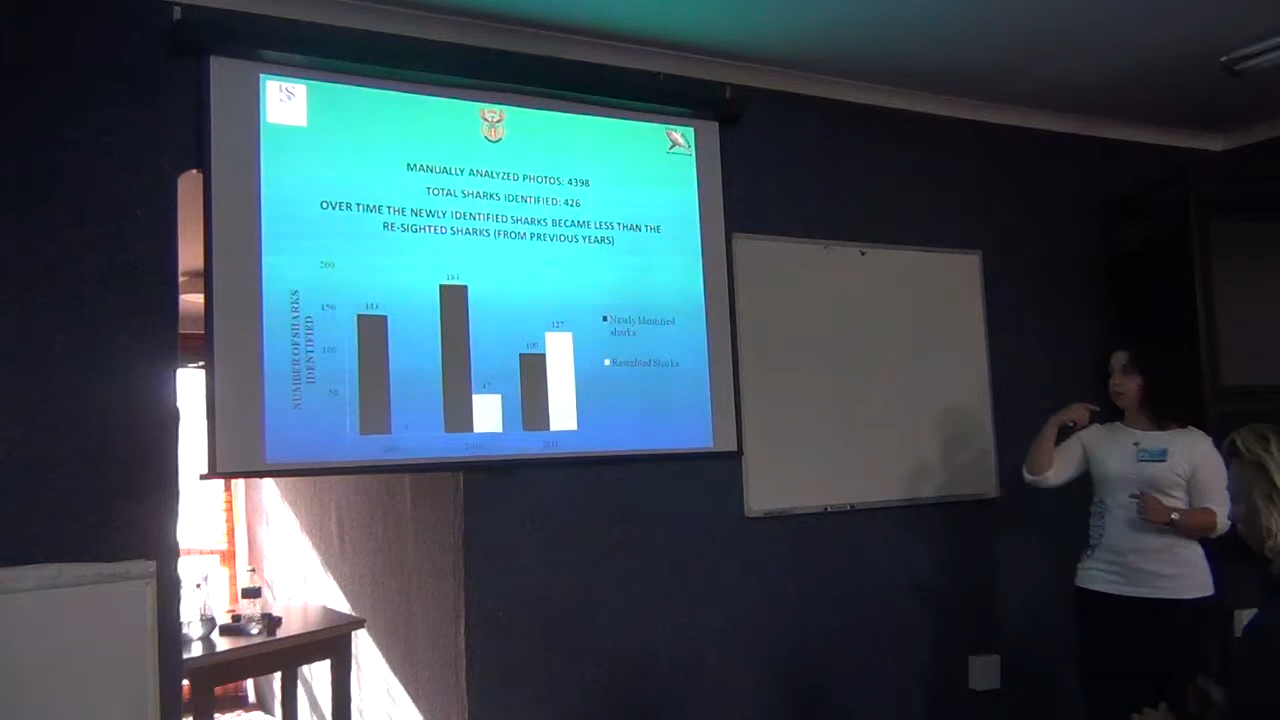 MANUALLY ANALYZED PHOTOS: 4398
TOTAL SHARKS IDENTIFIED: 426
OVER TIME THE NEWLY IDENTIFIED SHARKS BECAME LESS THAN THE
RE-SIGHTED SHARKS (FROM PREVIOUS YEARS)
NUMBER OF SHARKS
IDENTIFIED
200
150
100
50
143
47
100
127
2011
Newly Identified
sharks
Resighted Sharks